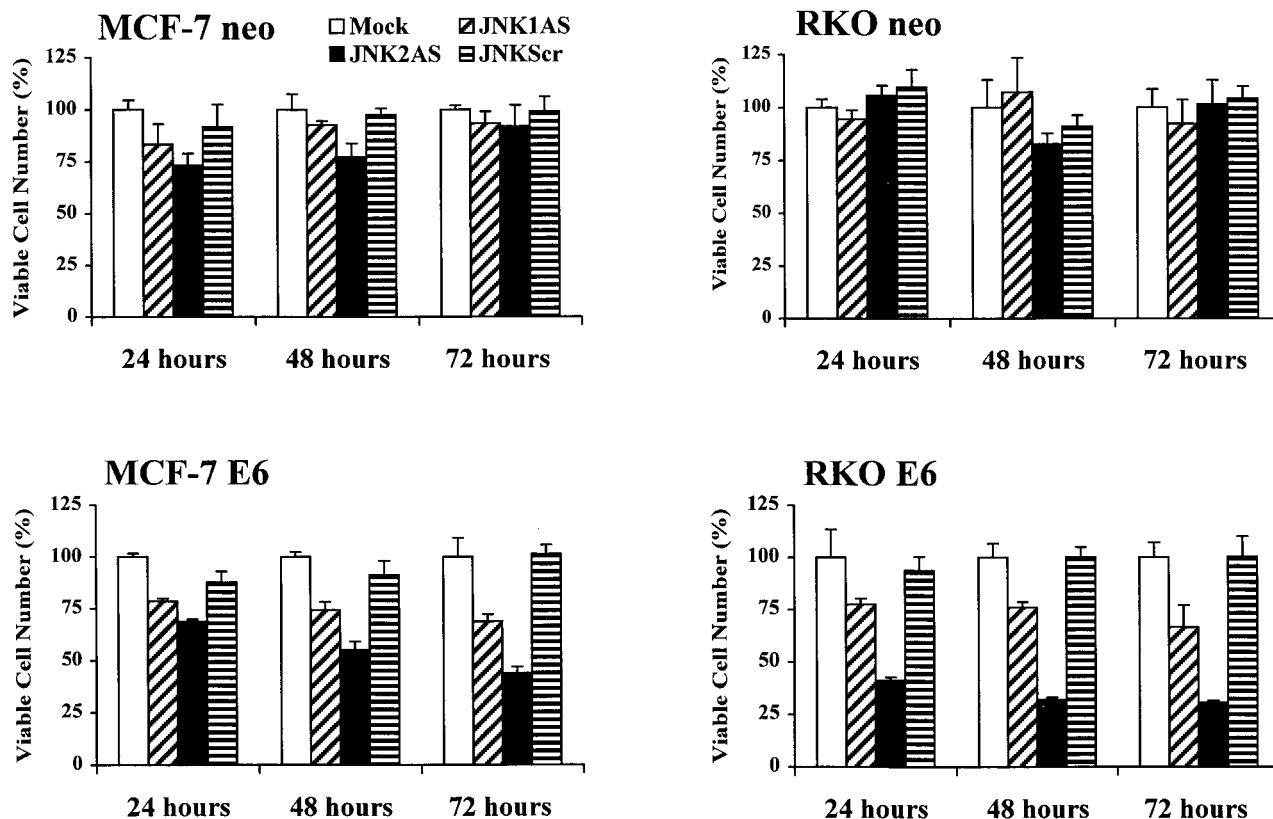 MCF-7 neo
Mock
JNK1AS
JNK2AS
JNKScr
Viable Cell Number (%)
125
100
75
50
25
0
24 hours
48 hours
72 hours
RKO neo
Viable Cell Number (%)
125
100
75
50
25
0
24 hours
48 hours
72 hours
MCF-7 E6
Viable Cell Number (%)
125
100
75
50
25
0
24 hours
48 hours
72 hours
RKO E6
Viable Cell Number (%)
125
100
75
50
25
0
24 hours
48 hours
72 hours